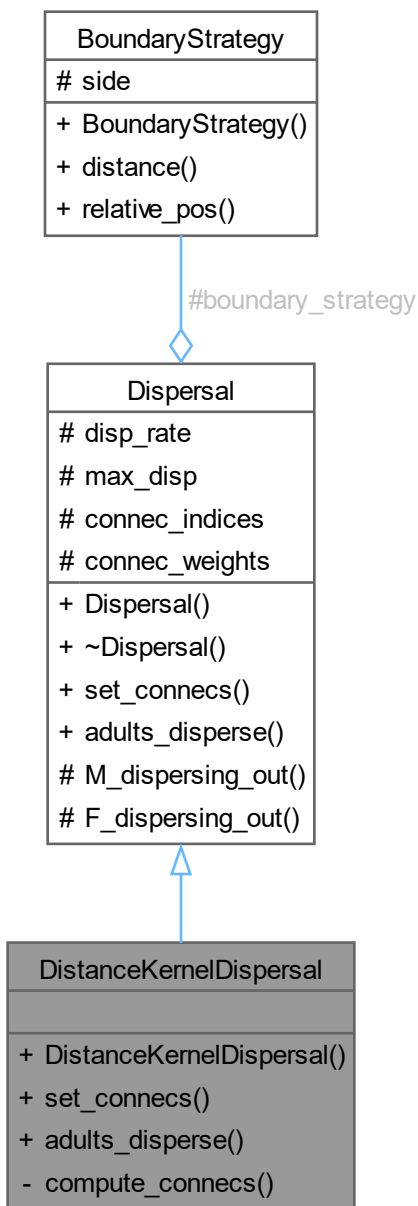 BoundaryStrategy
# side
+ BoundaryStrategy()
+ distance()
+ relative_pos()
#boundary_strategy
Dispersal
# disp_rate
# max_disp
# connec_indices
# connec_weights
+ Dispersal()
+ ~Dispersal()
+ set_connecs()
+ adults_disperse()
# M_dispersing_out()
# F_dispersing_out()
DistanceKernelDispersal
+ DistanceKernelDispersal()
+ set_connecs()
+ adults_disperse()
- compute_connecs()